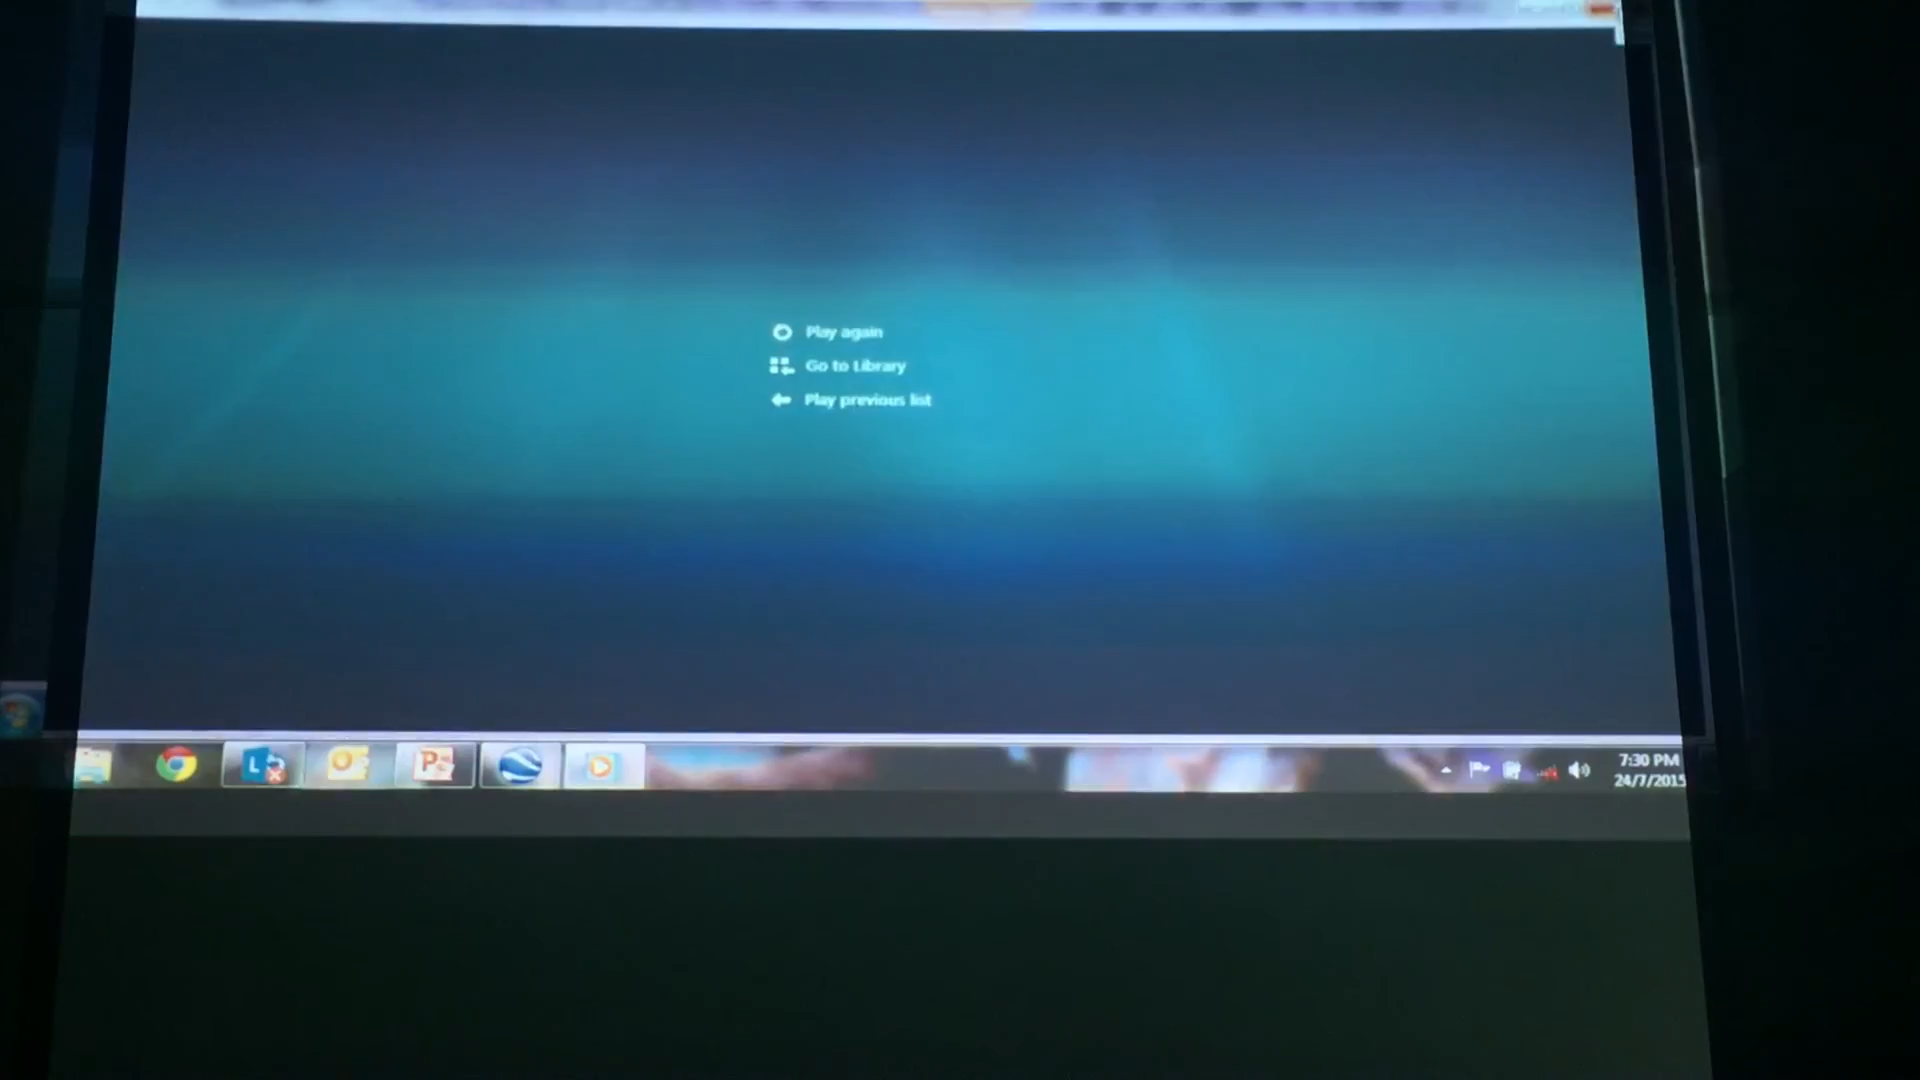 Play again
Go to Library
Play previous list
7:30 PM
24/7/2015